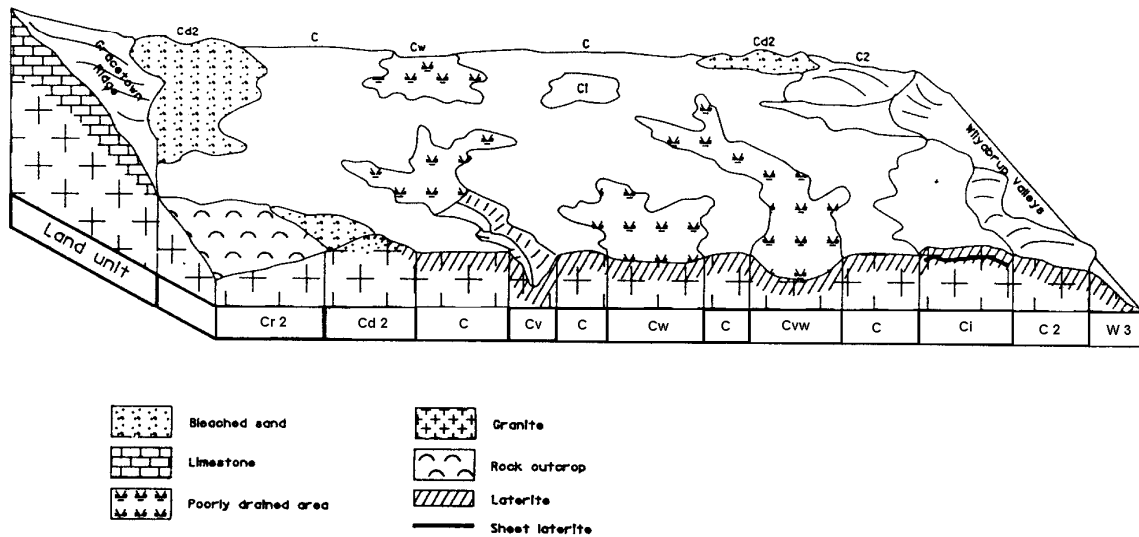 Cd2
C
Cw
C
Cd2
C2
Gracetown
Ridge
Ci
Wilyabrup Valleys
Land unit
Cr 2
Cd 2
C
Cv
C
Cw
C
Cvw
C
Ci
C 2
W 3
Bleached sand
Limestone
Poorly drained area
Granite
Rock outcrop
Laterite
Sheet laterite